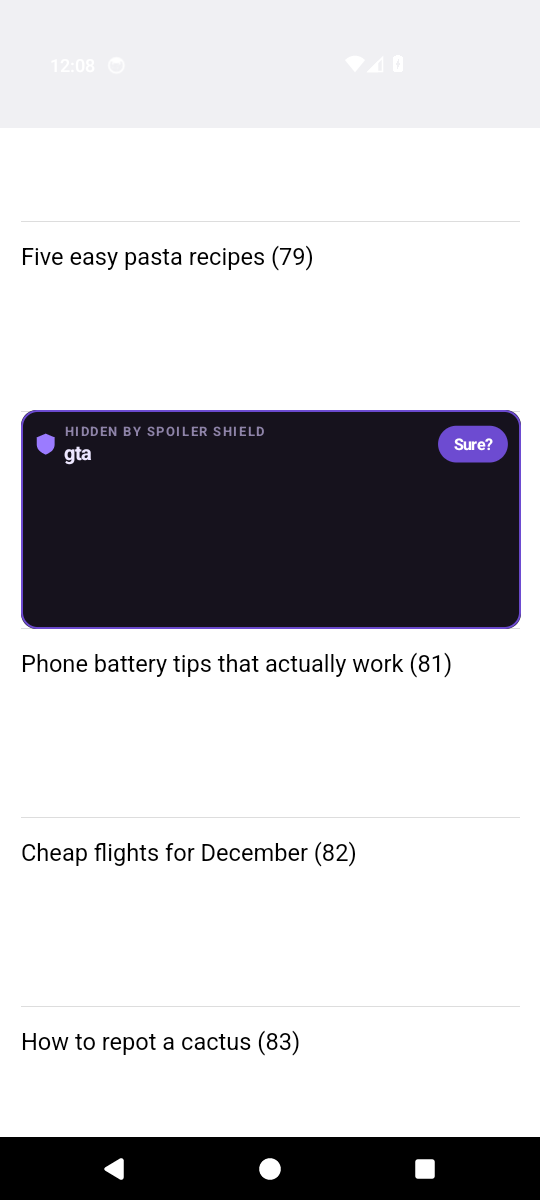 12:08
Five easy pasta recipes (79)
HIDDEN BY SPOILER SHIELD
gta
Sure?
Phone battery tips that actually work (81)
Cheap flights for December (82)
How to repot a cactus (83)